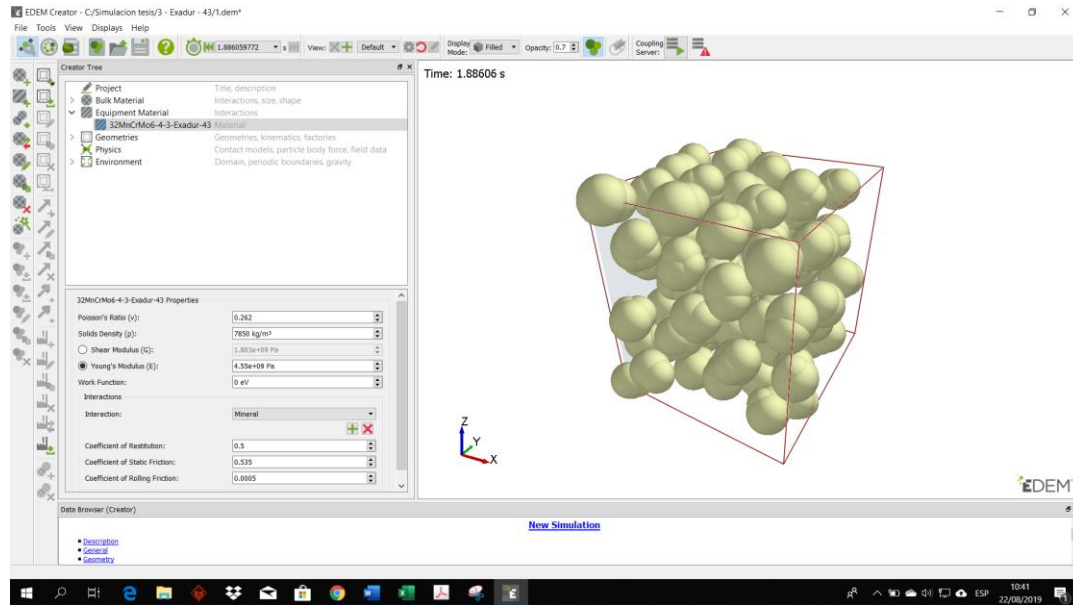 EDEM Creator - C:/Simulacion tesis/3 - Exadur - 43/1.dem*
File Tools View Displays Help
1.886059772 s View: Default Display Mode: Filled Opacity: 0.7 Coupling Server:
Creator Tree
Project Title, description
Bulk Material Interactions, size, shape
Equipment Material Interactions
32MnCrMo6-4-3-Exadur-43 Material
Geometries Geometries, kinematics, factories
Physics Contact models, particle body force, field data
Environment Domain, periodic boundaries, gravity
32MnCrMo6-4-3-Exadur-43 Properties
Poisson's Ratio (ν): 0.262
Solids Density (ρ): 7850 kg/m³
Shear Modulus (G): 1.803e+09 Pa
Young's Modulus (E): 4.55e+09 Pa
Work Function: 0 eV
Interactions
Interaction: Mineral
Coefficient of Restitution: 0.5
Coefficient of Static Friction: 0.535
Coefficient of Rolling Friction: 0.0005
Time: 1.88606 s
Z
Y
X
EDEM
Data Browser (Creator)
New Simulation
Description
General
Geometry
ESP
10:41
22/08/2019